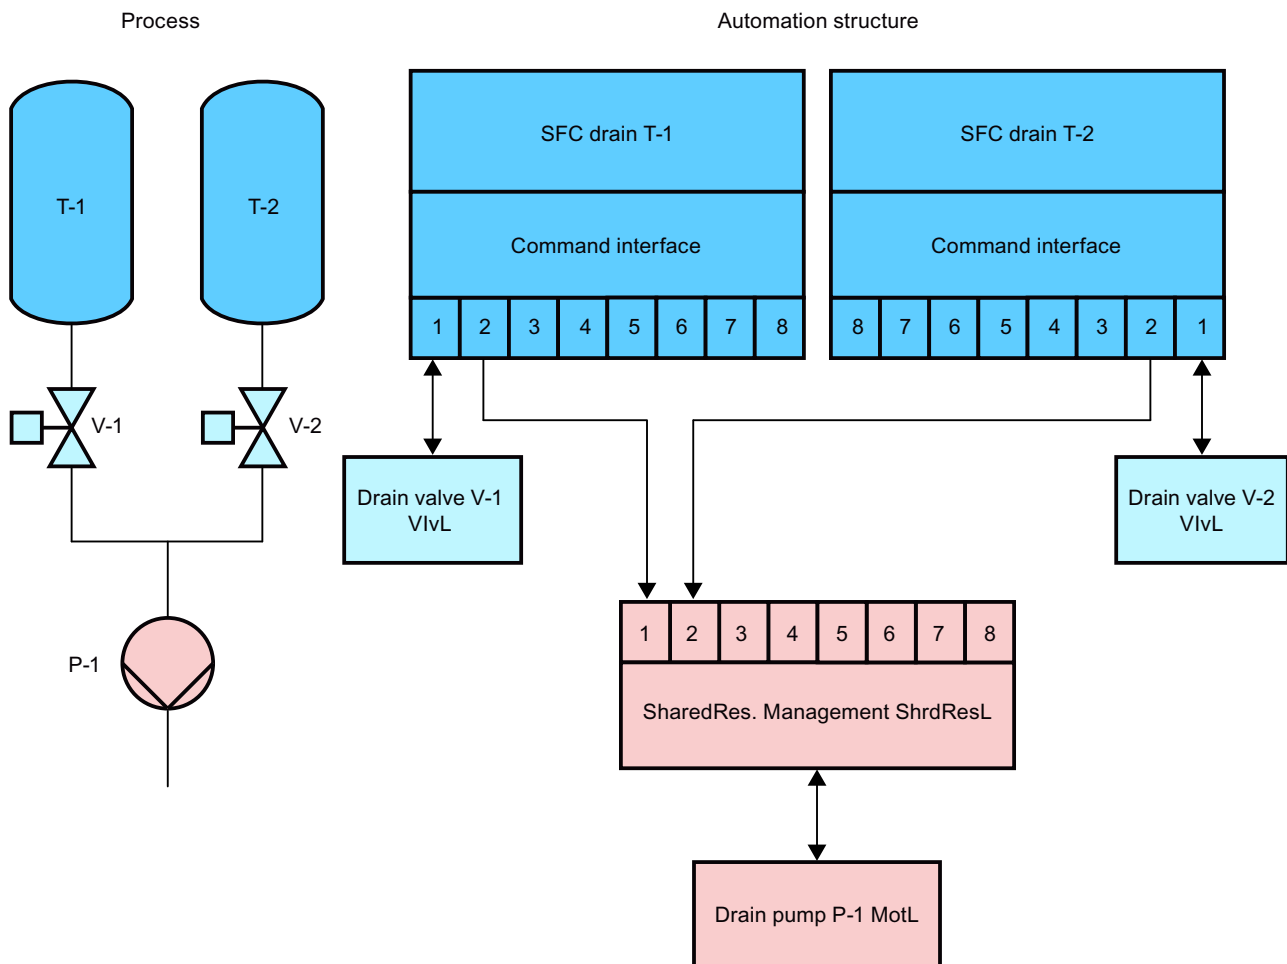 Process
Automation structure
T-1
T-2
V-1
V-2
P-1
SFC drain T-1
Command interface
1 2 3 4 5 6 7 8
SFC drain T-2
Command interface
8 7 6 5 4 3 2 1
Drain valve V-1
VlvL
Drain valve V-2
VlvL
1 2 3 4 5 6 7 8
SharedRes. Management ShrdResL
Drain pump P-1 MotL